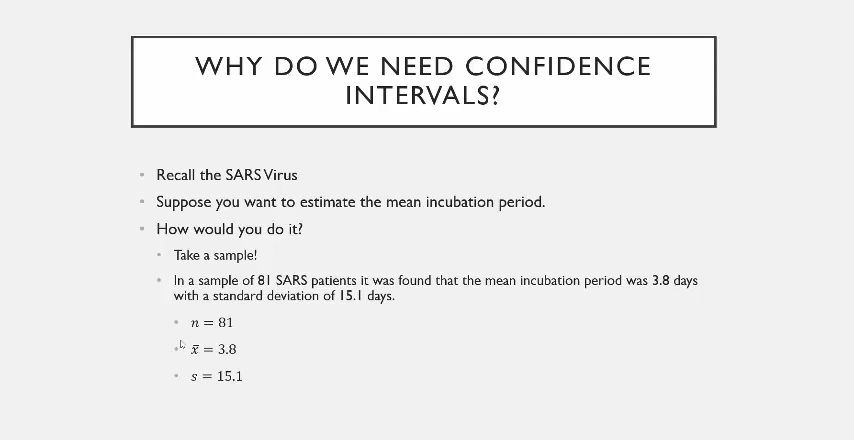 WHY DO WE NEED CONFIDENCE
INTERVALS?
• Recall the SARS Virus
• Suppose you want to estimate the mean incubation period.
• How would you do it?
• Take a sample!
• In a sample of 81 SARS patients it was found that the mean incubation period was 3.8 days
with a standard deviation of 15.1 days.
• n = 81
• x̄ = 3.8
• s = 15.1